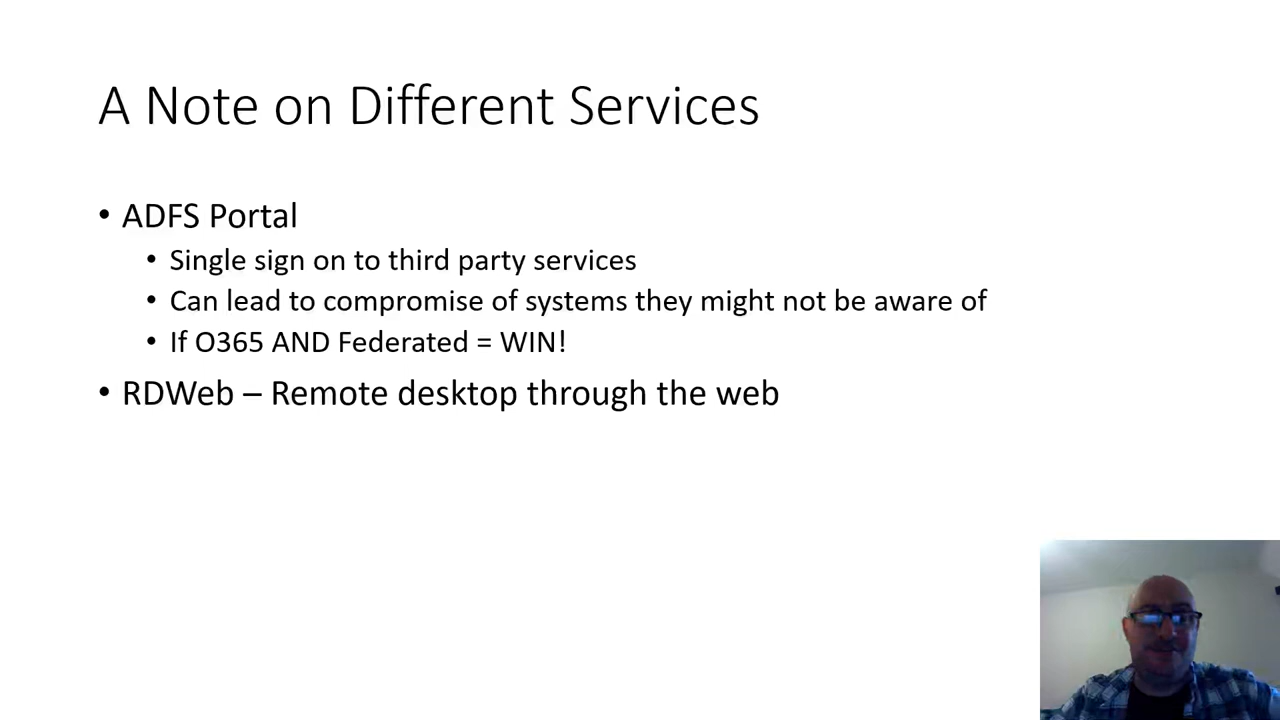 A Note on Different Services
• ADFS Portal
• Single sign on to third party services
• Can lead to compromise of systems they might not be aware of
• If O365 AND Federated = WIN!
• RDWeb – Remote desktop through the web